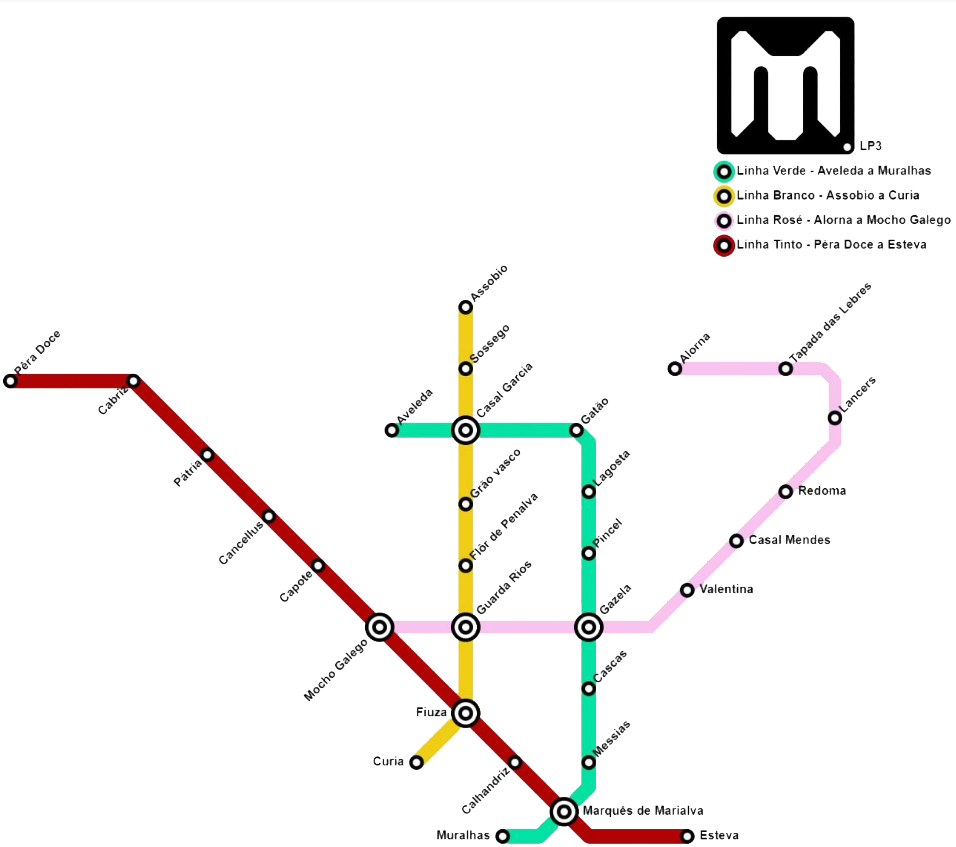 LP3
Linha Verde - Aveleda a Muralhas
Linha Branco - Assobio a Curia
Linha Rosé - Alorna a Mocho Galego
Linha Tinto - Pêra Doce a Esteva
Assobio
Tapada das Lebres
Pêra Doce
Sossego
Alorna
Cabriz
Casal Garcia
Lancers
Aveleda
Gatão
Pátria
Grão vasco
Lagosta
Redoma
Cancellus
Flôr de Penalva
Pincel
Casal Mendes
Capote
Guarda Rios
Gazela
Valentina
Mocho Galego
Cascas
Fiuza
Messias
Curia
Calhandriz
Marquês de Marialva
Muralhas
Esteva